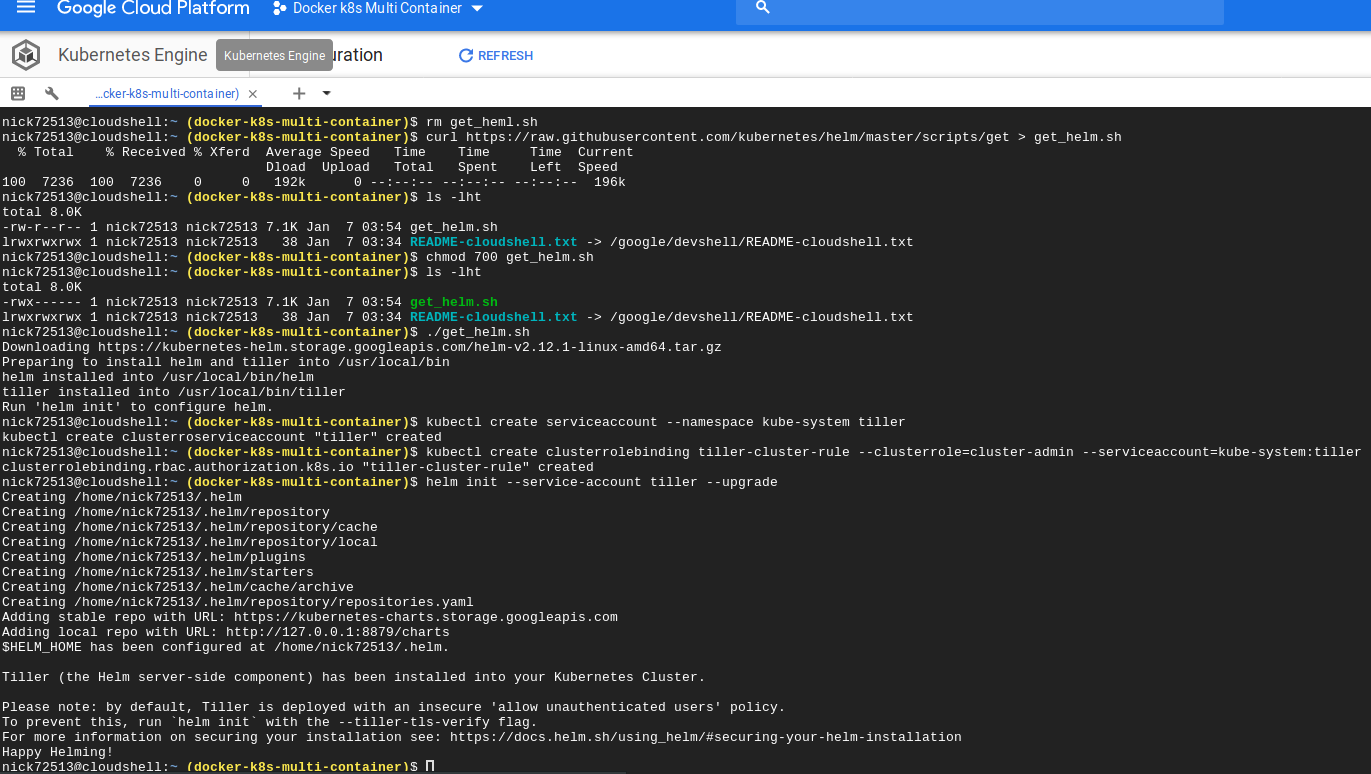 Google Cloud Platform
Docker k8s Multi Container
Kubernetes Engine
Kubernetes Engine
uration
REFRESH
...cker-k8s-multi-container) ×
nick72513@cloudshell:~ (docker-k8s-multi-container)$ rm get_heml.sh
nick72513@cloudshell:~ (docker-k8s-multi-container)$ curl https://raw.githubusercontent.com/kubernetes/helm/master/scripts/get > get_helm.sh
  % Total    % Received % Xferd  Average Speed   Time    Time     Time  Current
                                 Dload  Upload   Total   Spent    Left  Speed
100  7236  100  7236    0     0   192k      0 --:--:-- --:--:-- --:--:--  196k
nick72513@cloudshell:~ (docker-k8s-multi-container)$ ls -lht
total 8.0K
-rw-r--r-- 1 nick72513 nick72513 7.1K Jan  7 03:54 get_helm.sh
lrwxrwxrwx 1 nick72513 nick72513   38 Jan  7 03:34 README-cloudshell.txt -> /google/devshell/README-cloudshell.txt
nick72513@cloudshell:~ (docker-k8s-multi-container)$ chmod 700 get_helm.sh
nick72513@cloudshell:~ (docker-k8s-multi-container)$ ls -lht
total 8.0K
-rwx------ 1 nick72513 nick72513 7.1K Jan  7 03:54 get_helm.sh
lrwxrwxrwx 1 nick72513 nick72513   38 Jan  7 03:34 README-cloudshell.txt -> /google/devshell/README-cloudshell.txt
nick72513@cloudshell:~ (docker-k8s-multi-container)$ ./get_helm.sh
Downloading https://kubernetes-helm.storage.googleapis.com/helm-v2.12.1-linux-amd64.tar.gz
Preparing to install helm and tiller into /usr/local/bin
helm installed into /usr/local/bin/helm
tiller installed into /usr/local/bin/tiller
Run 'helm init' to configure helm.
nick72513@cloudshell:~ (docker-k8s-multi-container)$ kubectl create serviceaccount --namespace kube-system tiller
kubectl create clusterroserviceaccount "tiller" created
nick72513@cloudshell:~ (docker-k8s-multi-container)$ kubectl create clusterrolebinding tiller-cluster-rule --clusterrole=cluster-admin --serviceaccount=kube-system:tiller
clusterrolebinding.rbac.authorization.k8s.io "tiller-cluster-rule" created
nick72513@cloudshell:~ (docker-k8s-multi-container)$ helm init --service-account tiller --upgrade
Creating /home/nick72513/.helm
Creating /home/nick72513/.helm/repository
Creating /home/nick72513/.helm/repository/cache
Creating /home/nick72513/.helm/repository/local
Creating /home/nick72513/.helm/plugins
Creating /home/nick72513/.helm/starters
Creating /home/nick72513/.helm/cache/archive
Creating /home/nick72513/.helm/repository/repositories.yaml
Adding stable repo with URL: https://kubernetes-charts.storage.googleapis.com
Adding local repo with URL: http://127.0.0.1:8879/charts
$HELM_HOME has been configured at /home/nick72513/.helm.

Tiller (the Helm server-side component) has been installed into your Kubernetes Cluster.

Please note: by default, Tiller is deployed with an insecure 'allow unauthenticated users' policy.
To prevent this, run `helm init` with the --tiller-tls-verify flag.
For more information on securing your installation see: https://docs.helm.sh/using_helm/#securing-your-helm-installation
Happy Helming!
nick72513@cloudshell:~ (docker-k8s-multi-container)$